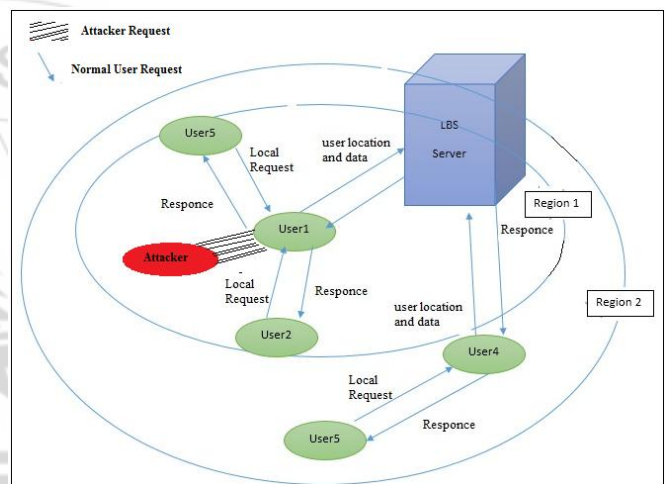 Attacker Request
Normal User Request
User5
Local
Request
user location
and data
LBS
Server
Responce
User1
Region 1
Responce
Attacker
Local
Request
Responce
Region 2
User2
user location
and data
User4
Local
Request
Responce
User5